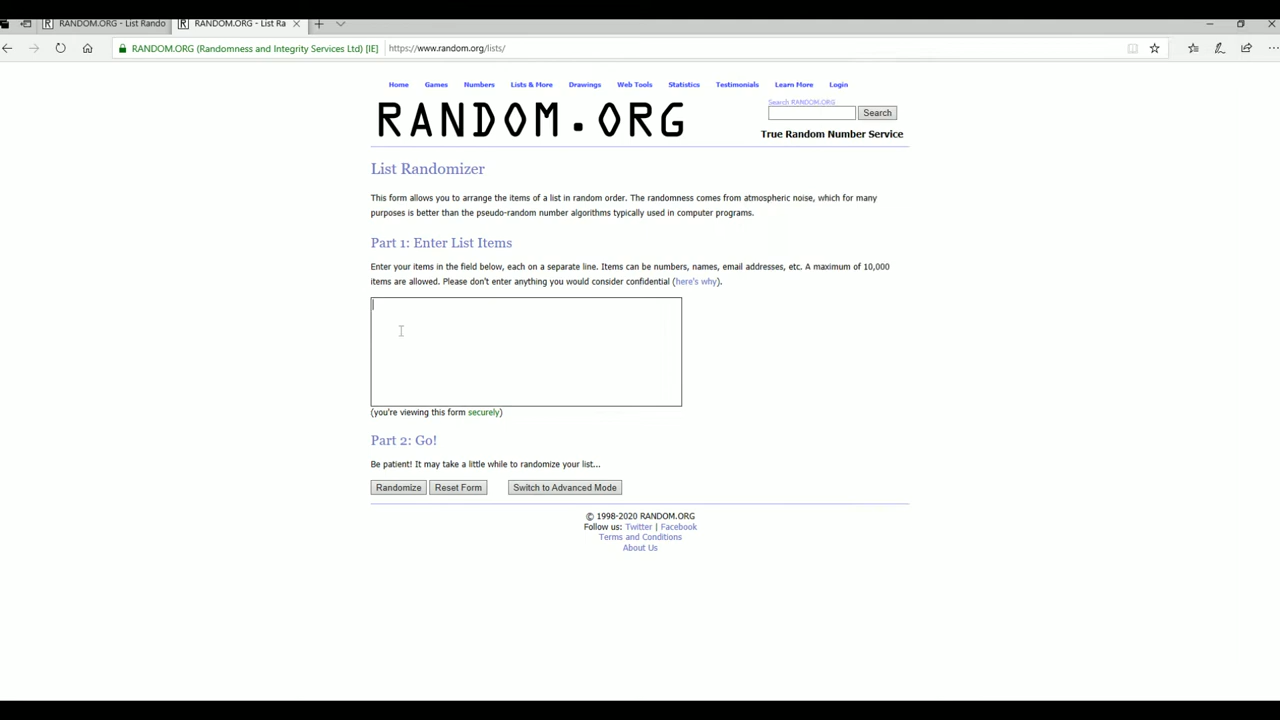 RANDOM.ORG - List Rando
RANDOM.ORG - List Ra
RANDOM.ORG (Randomness and Integrity Services Ltd) [IE]
https://www.random.org/lists/
Home Games Numbers Lists & More Drawings Web Tools Statistics Testimonials Learn More Login
RANDOM.ORG
Search RANDOM.ORG
Search
True Random Number Service
List Randomizer
This form allows you to arrange the items of a list in random order. The randomness comes from atmospheric noise, which for many
purposes is better than the pseudo-random number algorithms typically used in computer programs.
Part 1: Enter List Items
Enter your items in the field below, each on a separate line. Items can be numbers, names, email addresses, etc. A maximum of 10,000
items are allowed. Please don't enter anything you would consider confidential (here's why).
(you're viewing this form securely)
Part 2: Go!
Be patient! It may take a little while to randomize your list...
Randomize Reset Form Switch to Advanced Mode
© 1998-2020 RANDOM.ORG
Follow us: Twitter | Facebook
Terms and Conditions
About Us